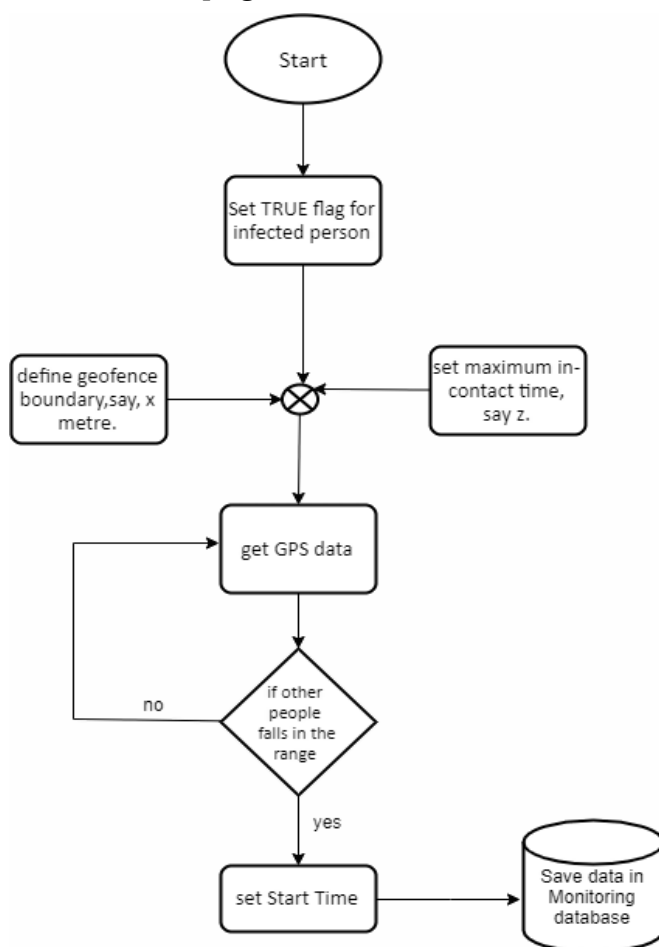 Start
Set TRUE flag for
infected person
define geofence
boundary,say, x
metre.
set maximum in-
contact time,
say z.
get GPS data
if other
people
falls in the
range
no
yes
set Start Time
Save data in
Monitoring
database